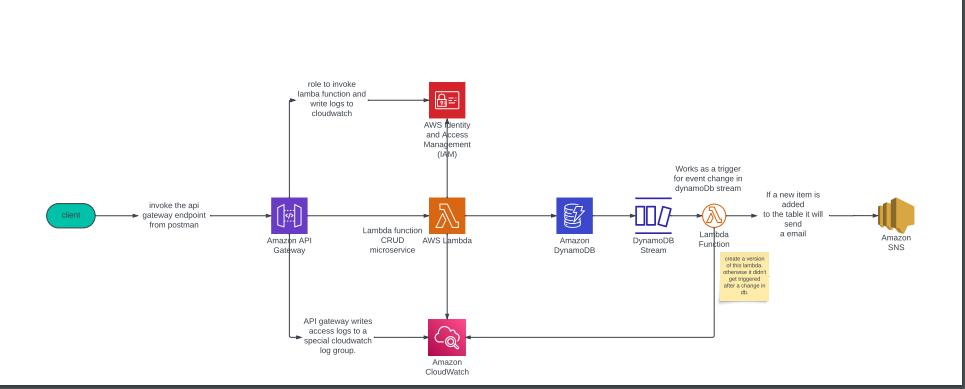 role to invoke
lamba function and
write logs to
cloudwatch
AWS Identity
and Access
Management
(IAM)
client
invoke the api
gateway endpoint
from postman
Amazon API
Gateway
Lambda function
CRUD
microservice
AWS Lambda
Amazon
DynamoDB
DynamoDB
Stream
Works as a trigger
for event change in
dynamoDb stream
Lambda
Function
If a new item is
added
to the table it will
send
a email
Amazon
SNS
create a version
of this lambda.
otherwise it didn't
get triggered
after a change in
db.
API gateway writes
access logs to a
special cloudwatch
log group.
Amazon
CloudWatch